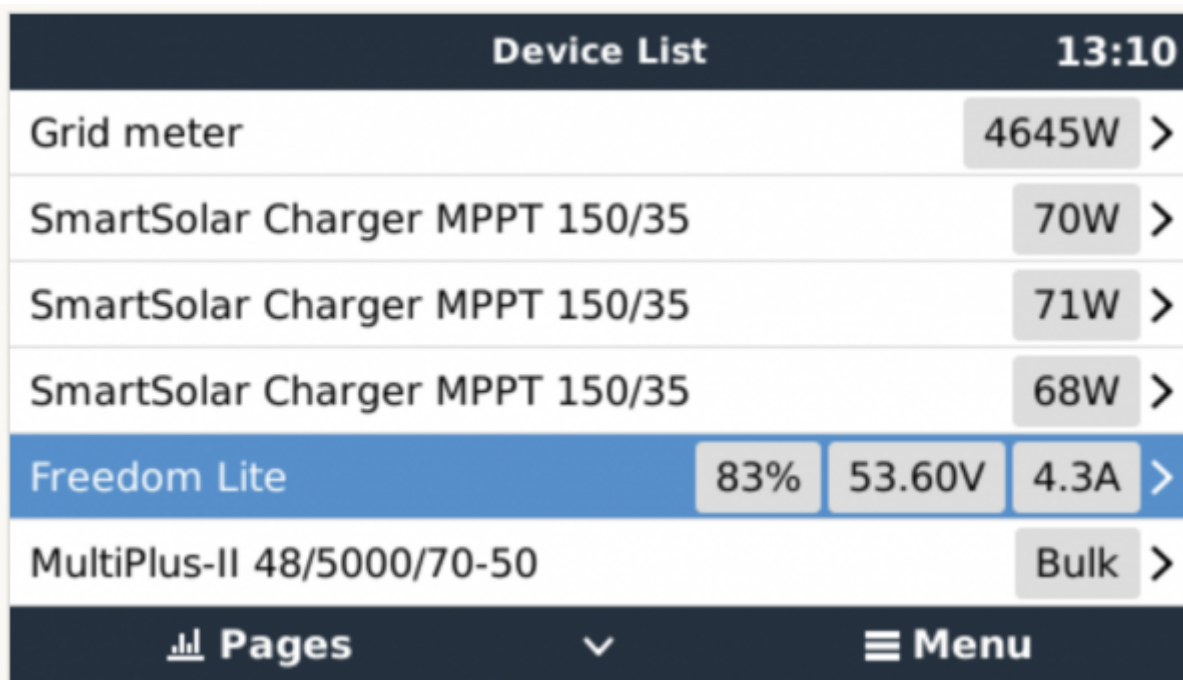 Device List 13:10
Grid meter 4645W
SmartSolar Charger MPPT 150/35 70W
SmartSolar Charger MPPT 150/35 71W
SmartSolar Charger MPPT 150/35 68W
Freedom Lite 83% 53.60V 4.3A
MultiPlus-II 48/5000/70-50 Bulk
Pages Menu